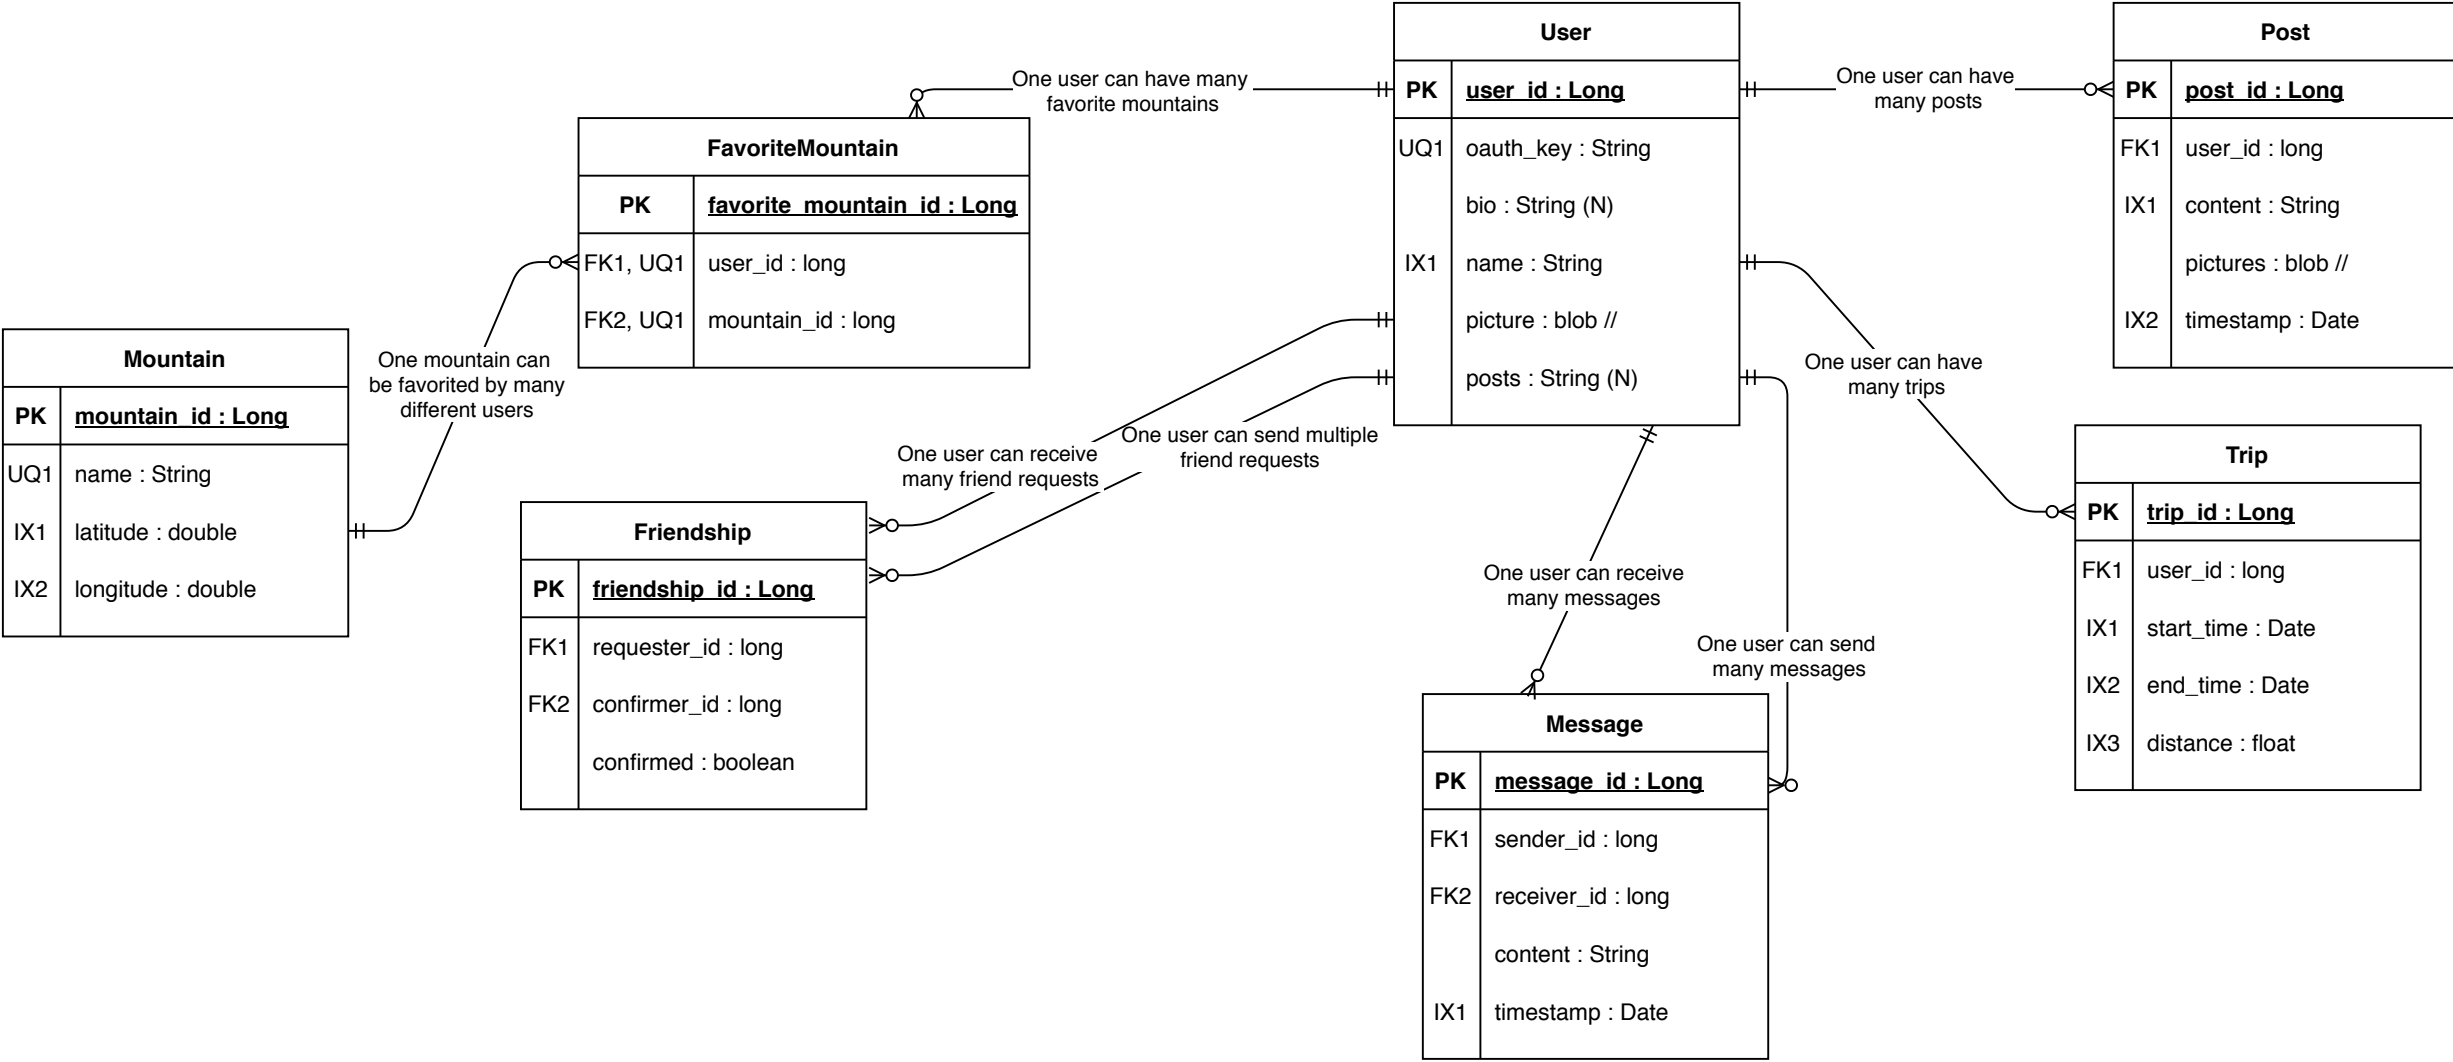 User
PK user_id : Long
UQ1 oauth_key : String
bio : String (N)
IX1 name : String
picture : blob //
posts : String (N)
Post
PK post_id : Long
FK1 user_id : long
IX1 content : String
pictures : blob //
IX2 timestamp : Date
One user can have many
favorite mountains
One user can have
many posts
FavoriteMountain
PK favorite_mountain_id : Long
FK1, UQ1 user_id : long
FK2, UQ1 mountain_id : long
Mountain
PK mountain_id : Long
UQ1 name : String
IX1 latitude : double
IX2 longitude : double
One mountain can
be favorited by many
different users
One user can have
many trips
One user can receive
many friend requests
One user can send multiple
friend requests
Trip
PK trip_id : Long
FK1 user_id : long
IX1 start_time : Date
IX2 end_time : Date
IX3 distance : float
Friendship
PK friendship_id : Long
FK1 requester_id : long
FK2 confirmer_id : long
confirmed : boolean
One user can receive
many messages
One user can send
many messages
Message
PK message_id : Long
FK1 sender_id : long
FK2 receiver_id : long
content : String
IX1 timestamp : Date